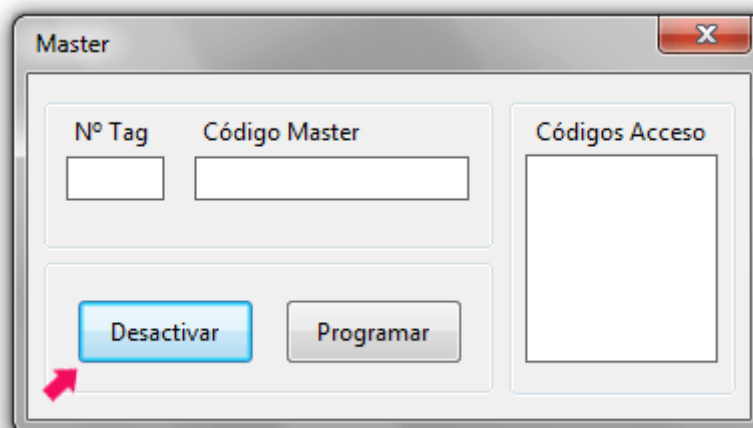 Master
Nº Tag
Código Master
Códigos Acceso
Desactivar
Programar